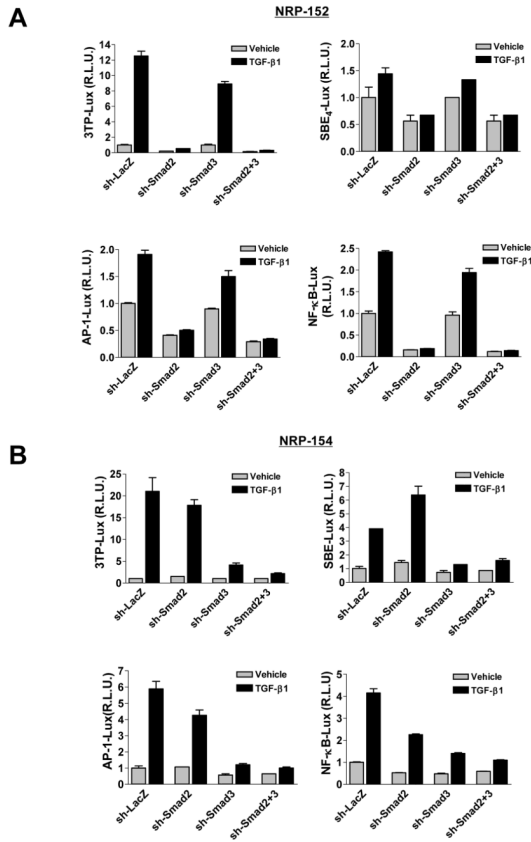 A
NRP-152
3TP-Lux (R.L.U.)
14
12
10
8
6
4
2
0
Vehicle
TGF-β1
sh-LacZ
sh-Smad2
sh-Smad3
sh-Smad2+3
SBE4-Lux (R.L.U.)
2.0
1.5
1.0
0.5
0.0
Vehicle
TGF-β1
sh-LacZ
sh-Smad2
sh-Smad3
sh-Smad2+3
AP-1-Lux (R.L.U.)
2.0
1.5
1.0
0.5
0.0
Vehicle
TGF-β1
sh-LacZ
sh-Smad2
sh-Smad3
sh-Smad2+3
NF-κB-Lux
(R.L.U.)
2.5
2.0
1.5
1.0
0.5
0.0
Vehicle
TGF-β1
sh-LacZ
sh-Smad2
sh-Smad3
sh-Smad2+3
B
NRP-154
3TP-Lux (R.L.U.)
25
20
15
10
5
0
Vehicle
TGF-β1
sh-LacZ
sh-Smad2
sh-Smad3
sh-Smad2+3
SBE-Lux (R.L.U.)
8
7
6
5
4
3
2
1
0
Vehicle
TGF-β1
sh-LacZ
sh-Smad2
sh-Smad3
sh-Smad2+3
AP-1-Lux(R.L.U.)
7
6
5
4
3
2
1
0
Vehicle
TGF-β1
sh-LacZ
sh-Smad2
sh-Smad3
sh-Smad2+3
NF-κB-Lux (R.L.U)
5
4
3
2
1
0
Vehicle
TGF-β1
sh-LacZ
sh-Smad2
sh-Smad3
sh-Smad2+3